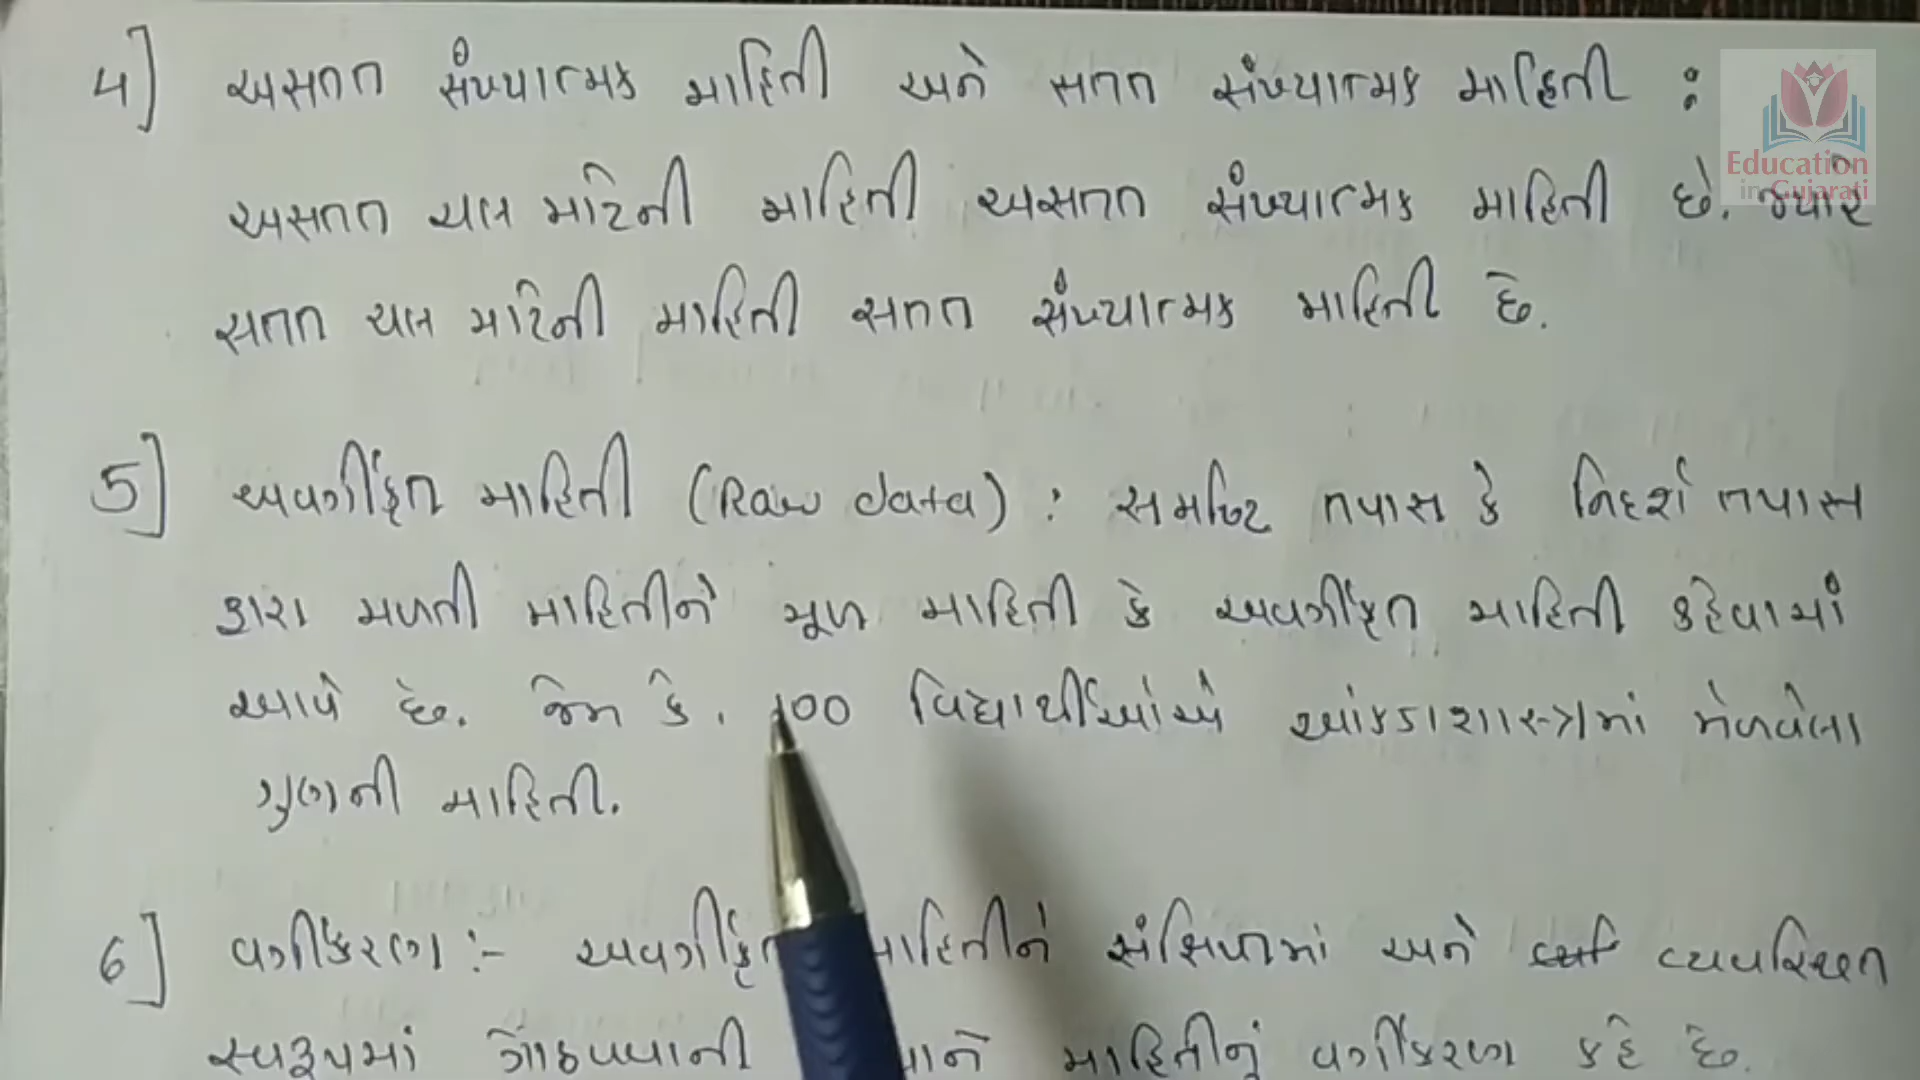 4] અસતત સંખ્યાત્મક માહિતી અને સતત સંખ્યાત્મક માહિતી :
અસતત ચલ માટેની માહિતી અસતત સંખ્યાત્મક માહિતી છે. જ્યારે
સતત ચલ માટેની માહિતી સતત સંખ્યાત્મક માહિતી છે.
5] અવર્ગીકૃત માહિતી (Raw data) : સમષ્ટિ તપાસ કે નિદર્શ તપાસ
દ્વારા મળતી માહિતીને મૂળ માહિતી કે અવર્ગીકૃત માહિતી કહેવામાં
આવે છે. જેમ કે. 100 વિદ્યાર્થીઓએ આંકડાશાસ્ત્રમાં મેળવેલા
ગુણની માહિતી.
6] વર્ગીકરણ :- અવર્ગીકૃત માહિતીને સંક્ષિપ્તમાં અને વ્યવસ્થિત
સ્વરૂપમાં ગોઠવવાની માહિતીનું વર્ગીકરણ કહે છે.
Education
in Gujarati